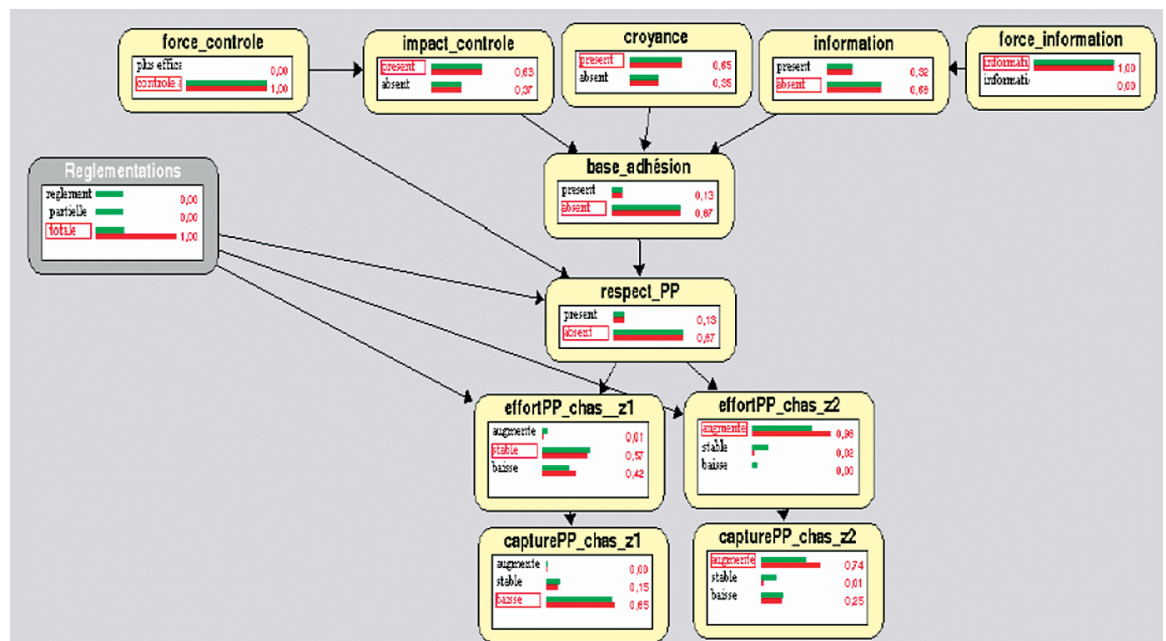 force_controle
plus effica 0,00
controle a 1,00
impact_controle
present 0,63
absent 0,37
croyance
present 0,65
absent 0,35
information
present 0,32
absent 0,68
force_information
informati 1,00
informati 0,00
Reglementations
reglement 0,00
partielle 0,00
totale 1,00
base_adhésion
present 0,13
absent 0,87
respect_PP
present 0,13
absent 0,87
effortPP_chas__z1
augmente 0,01
stable 0,57
baisse 0,42
effortPP_chas_z2
augmente 0,98
stable 0,02
baisse 0,00
capturePP_chas_z1
augmente 0,00
stable 0,15
baisse 0,85
capturePP_chas_z2
augmente 0,74
stable 0,01
baisse 0,25